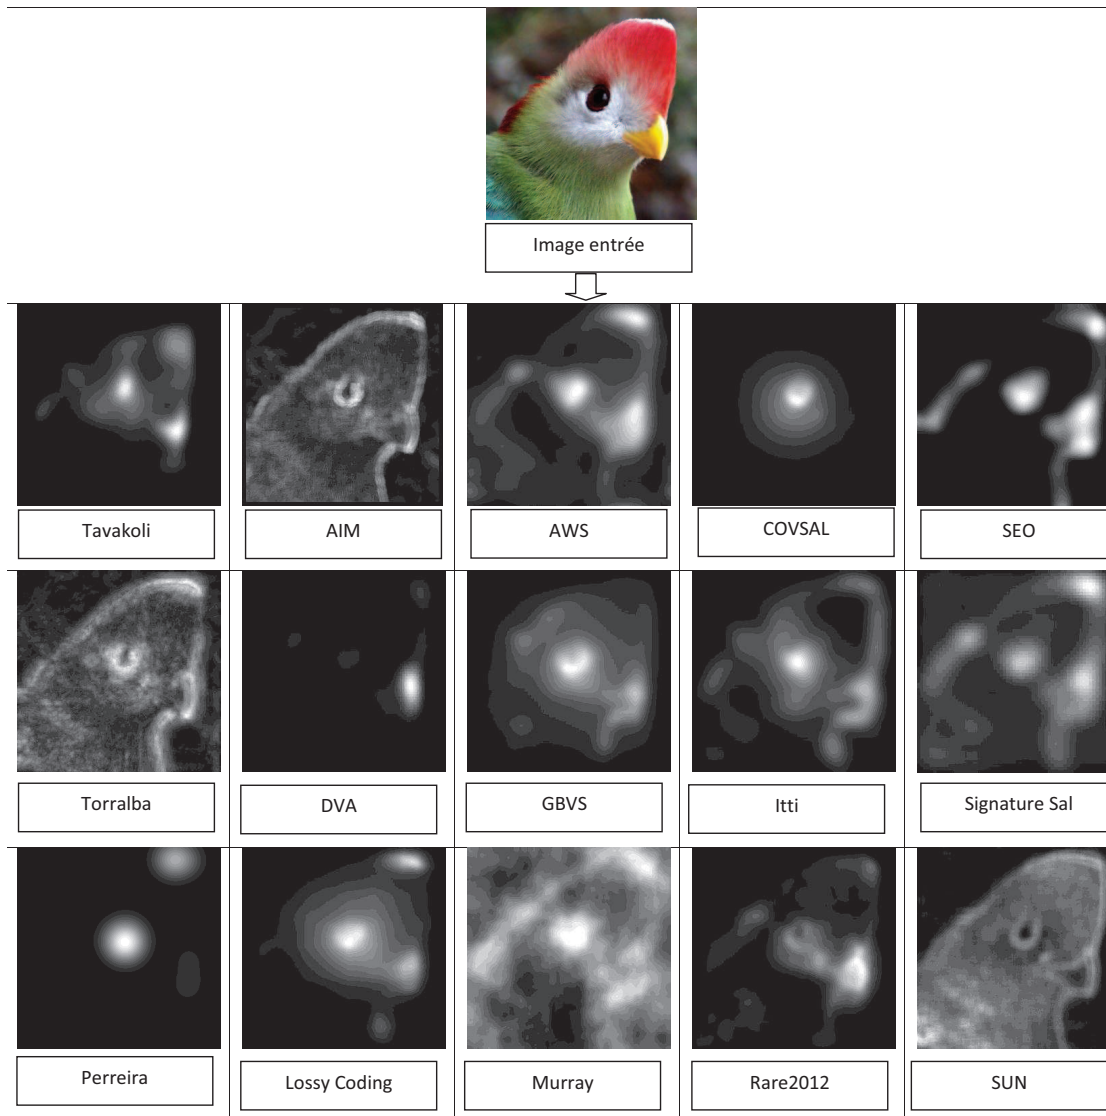 Image entrée
Tavakoli
AIM
AWS
COVSAL
SEO
Torralba
DVA
GBVS
Itti
Signature Sal
Perreira
Lossy Coding
Murray
Rare2012
SUN